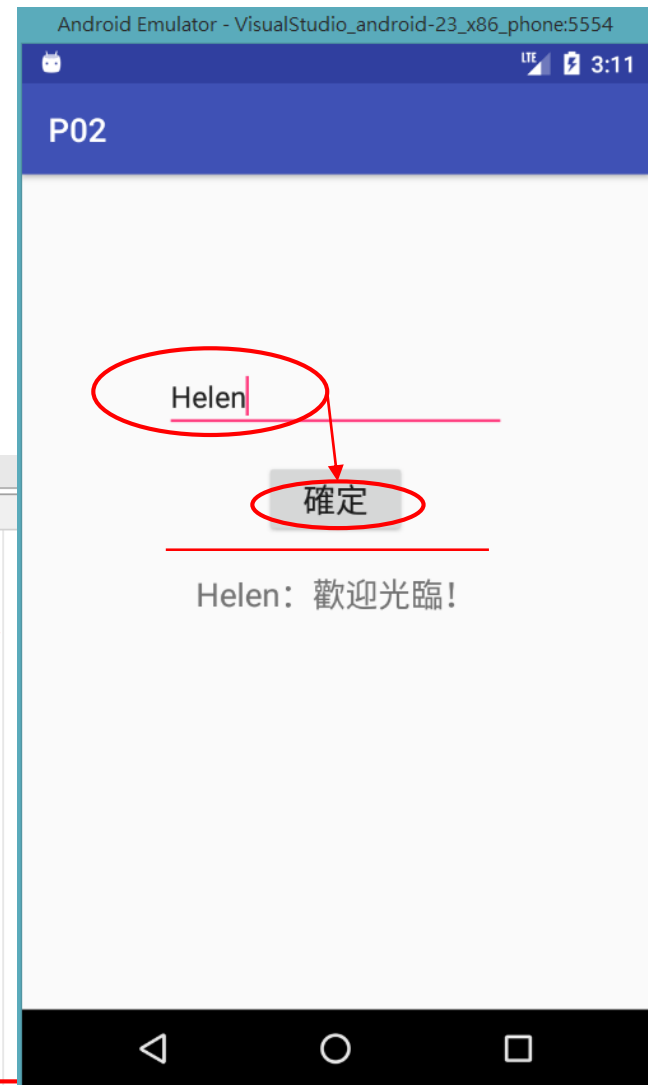 Android Emulator - VisualStudio_android-23_x86_phone:5554
LTE 3:11
P02
Helen
確定
Helen：歡迎光臨！